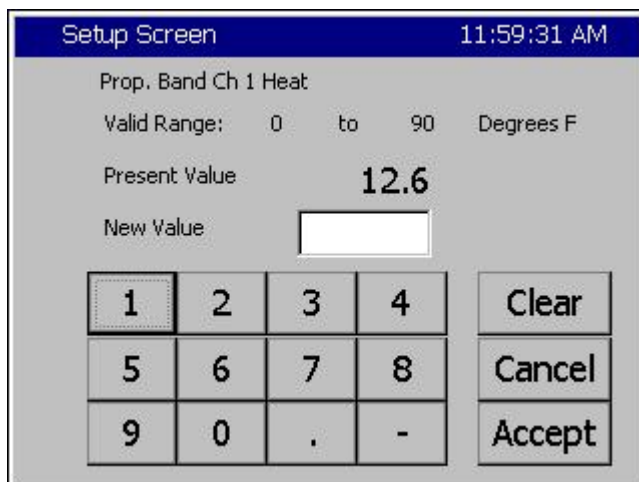 Setup Screen 11:59:31 AM
Prop. Band Ch 1 Heat
Valid Range: 0 to 90 Degrees F
Present Value 12.6
New Value
1 2 3 4 Clear
5 6 7 8 Cancel
9 0 . - Accept